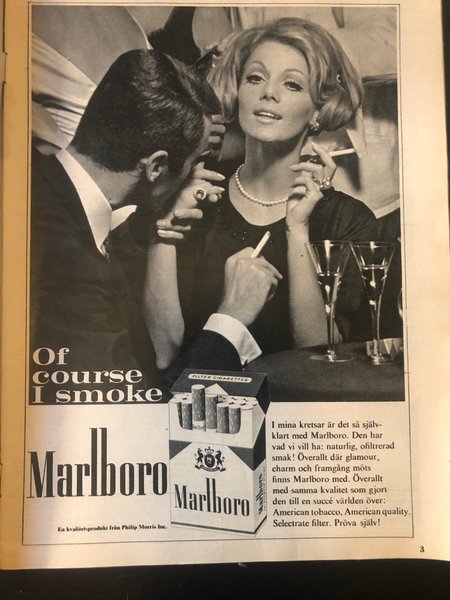 Of
course
I smoke
Marlboro
En kvalitetsprodukt från Philip Morris Inc.
FILTER CIGARETTES
Marlboro
Marlboro
I mina kretsar är det så själv-
klart med Marlboro. Den har
vad vi vill ha: naturlig, ofiltrerad
smak! Överallt där glamour,
charm och framgång möts
finns Marlboro med. Överallt
med samma kvalitet som gjort
den till en succé världen över:
American tobacco, American quality,
Selectrate filter. Pröva själv!
3